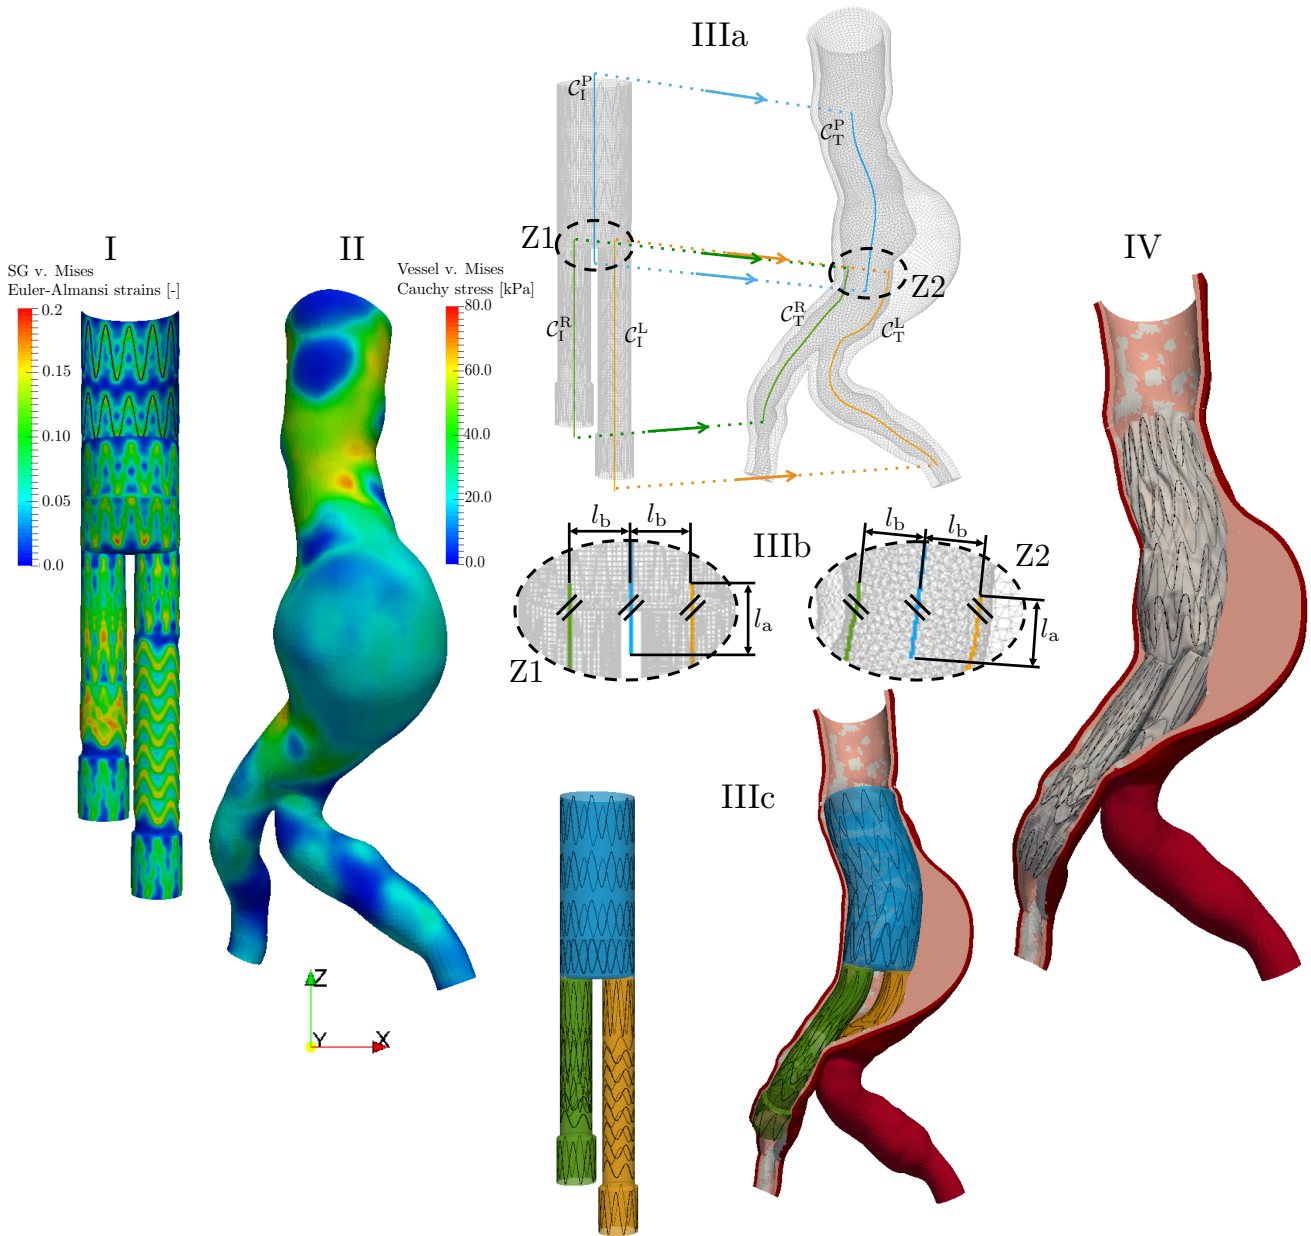 IIIa
C_I^P
C_T^P
Z1
Z2
C_I^R
C_I^L
C_T^R
C_T^L
I
SG v. Mises
Euler-Almansi strains [-]
0.2
0.15
0.10
0.05
0.0
II
Vessel v. Mises
Cauchy stress [kPa]
80.0
60.0
40.0
20.0
0.0
IV
IIIb
l_b
l_b
l_a
Z1
l_b
l_b
Z2
l_a
IIIc
Z
Y
X